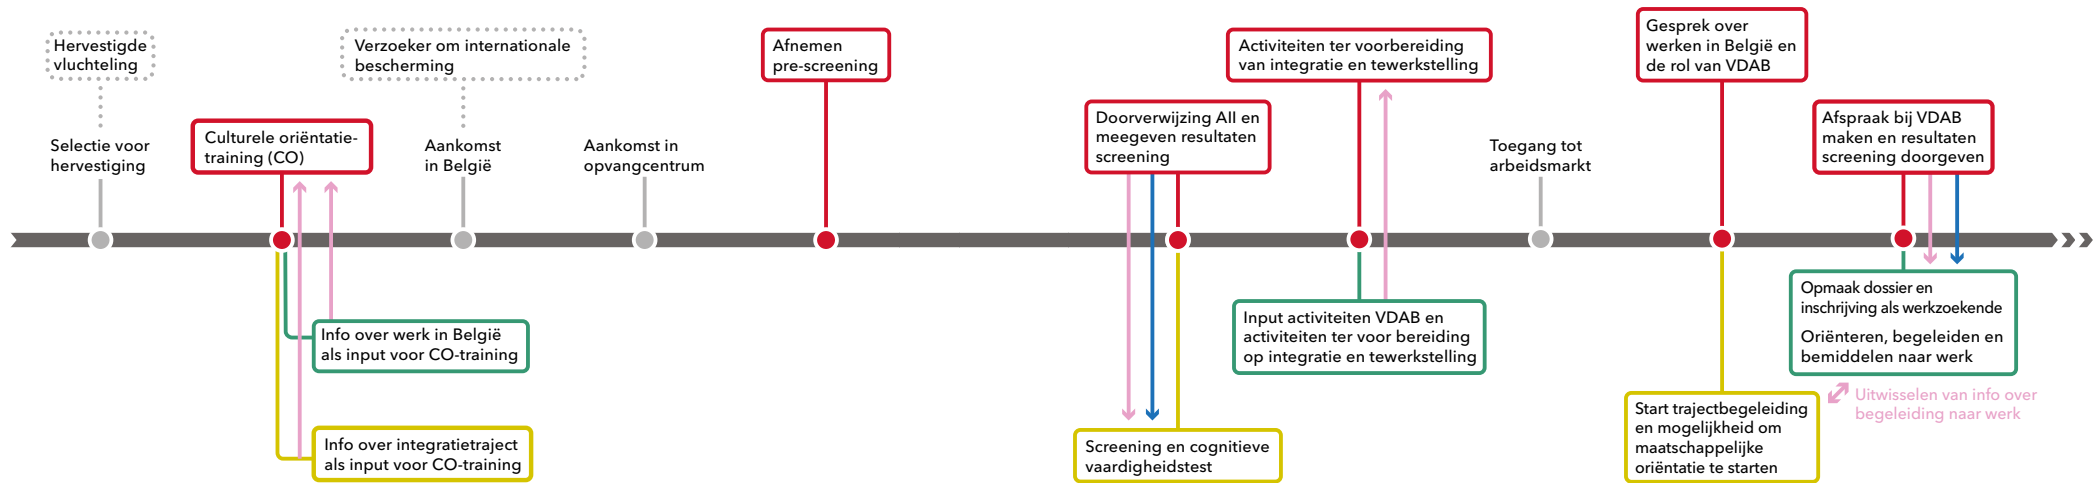 Hervestigde
vluchteling
Selectie voor
hervestiging
Culturele oriëntatie-
training (CO)
Info over werk in België
als input voor CO-training
Info over integratietraject
als input voor CO-training
Verzoeker om internationale
bescherming
Aankomst
in België
Aankomst in
opvangcentrum
Afnemen
pre-screening
Doorverwijzing AII en
meegeven resultaten
screening
Screening en cognitieve
vaardigheidstest
Activiteiten ter voorbereiding
van integratie en tewerkstelling
Input activiteiten VDAB en
activiteiten ter voor bereiding
op integratie en tewerkstelling
Toegang tot
arbeidsmarkt
Gesprek over
werken in België en
de rol van VDAB
Start trajectbegeleiding
en mogelijkheid om
maatschappelijke
oriëntatie te starten
Afspraak bij VDAB
maken en resultaten
screening doorgeven
Opmaak dossier en
inschrijving als werkzoekende
Oriënteren, begeleiden en
bemiddelen naar werk
Uitwisselen van info over
begeleiding naar werk